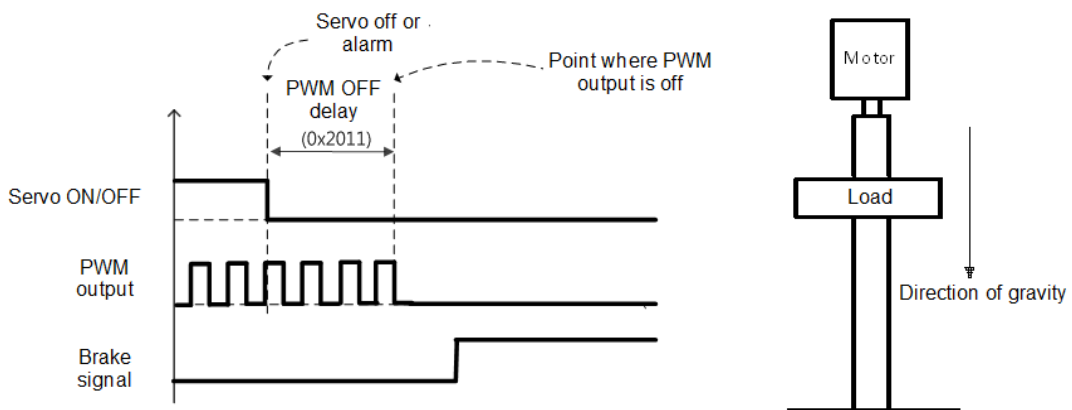 Servo off or
alarm
Point where PWM
output is off
PWM OFF
delay
(0x2011)
Servo ON/OFF
PWM
output
Brake
signal
Motor
Load
Direction of gravity